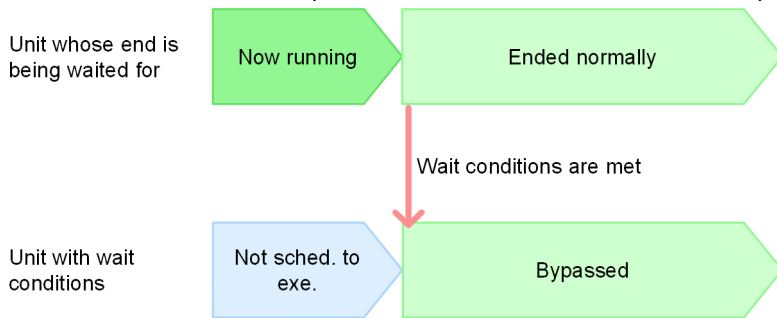 Unit whose end is
being waited for
Now running
Ended normally
Wait conditions are met
Unit with wait
conditions
Not sched. to
exe.
Bypassed